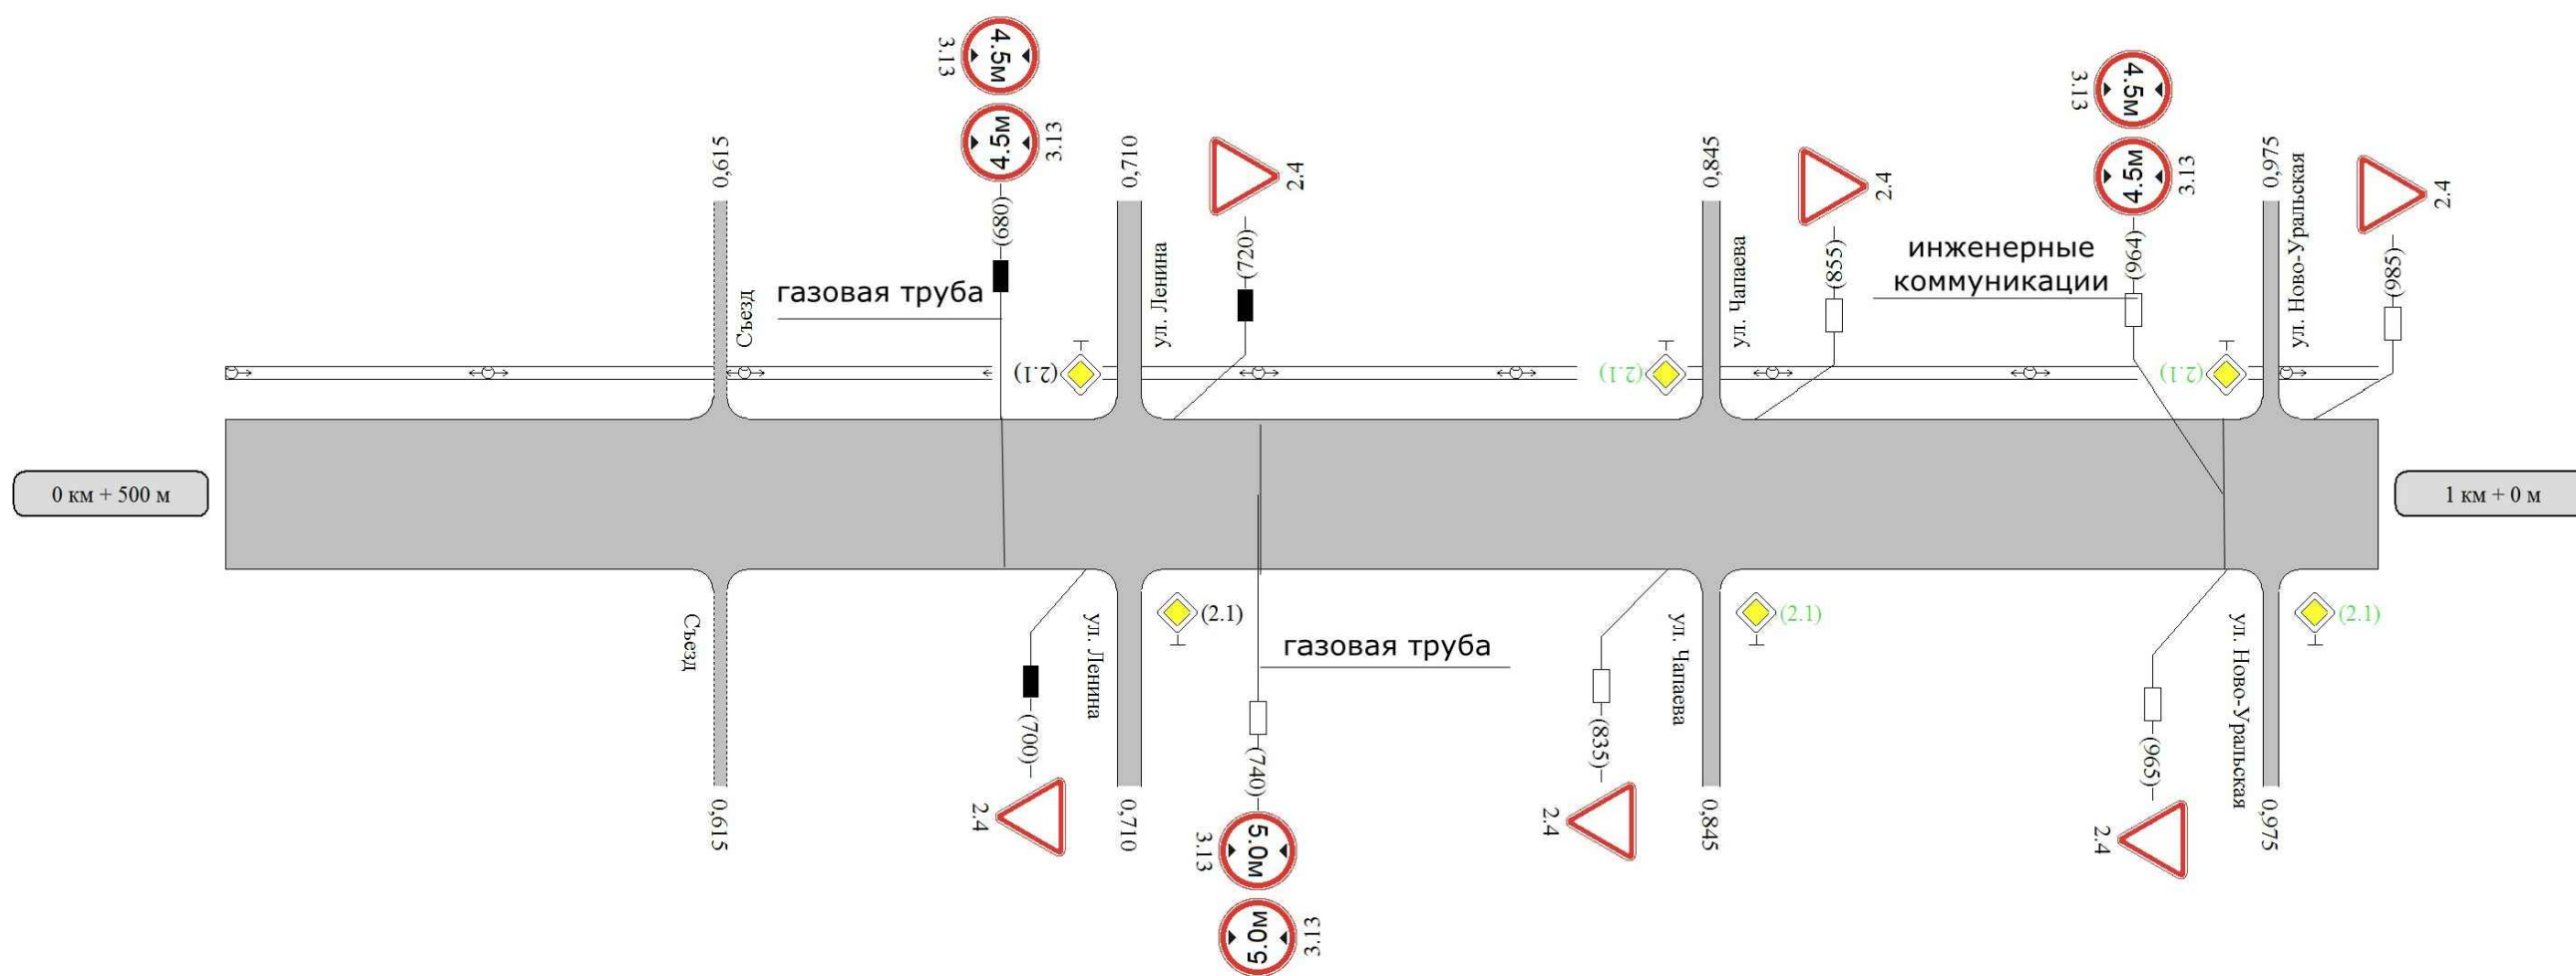 4.5м
3.13
4.5м
3.13
(680)
0,615
Съезд
газовая труба
0,710
ул. Ленина
2.4
(720)
(2.1)
0,845
ул. Чапаева
2.4
(855)
(2.1)
инженерные
коммуникации
4.5м
3.13
4.5м
3.13
(964)
0,975
ул. Ново-Уральская
2.4
(985)
(2.1)
0 км + 500 м
1 км + 0 м
Съезд
0,615
(700)
2.4
ул. Ленина
0,710
(2.1)
газовая труба
(740)
5.0м
3.13
5.0м
3.13
(835)
2.4
ул. Чапаева
0,845
(2.1)
(965)
2.4
ул. Ново-Уральская
0,975
(2.1)